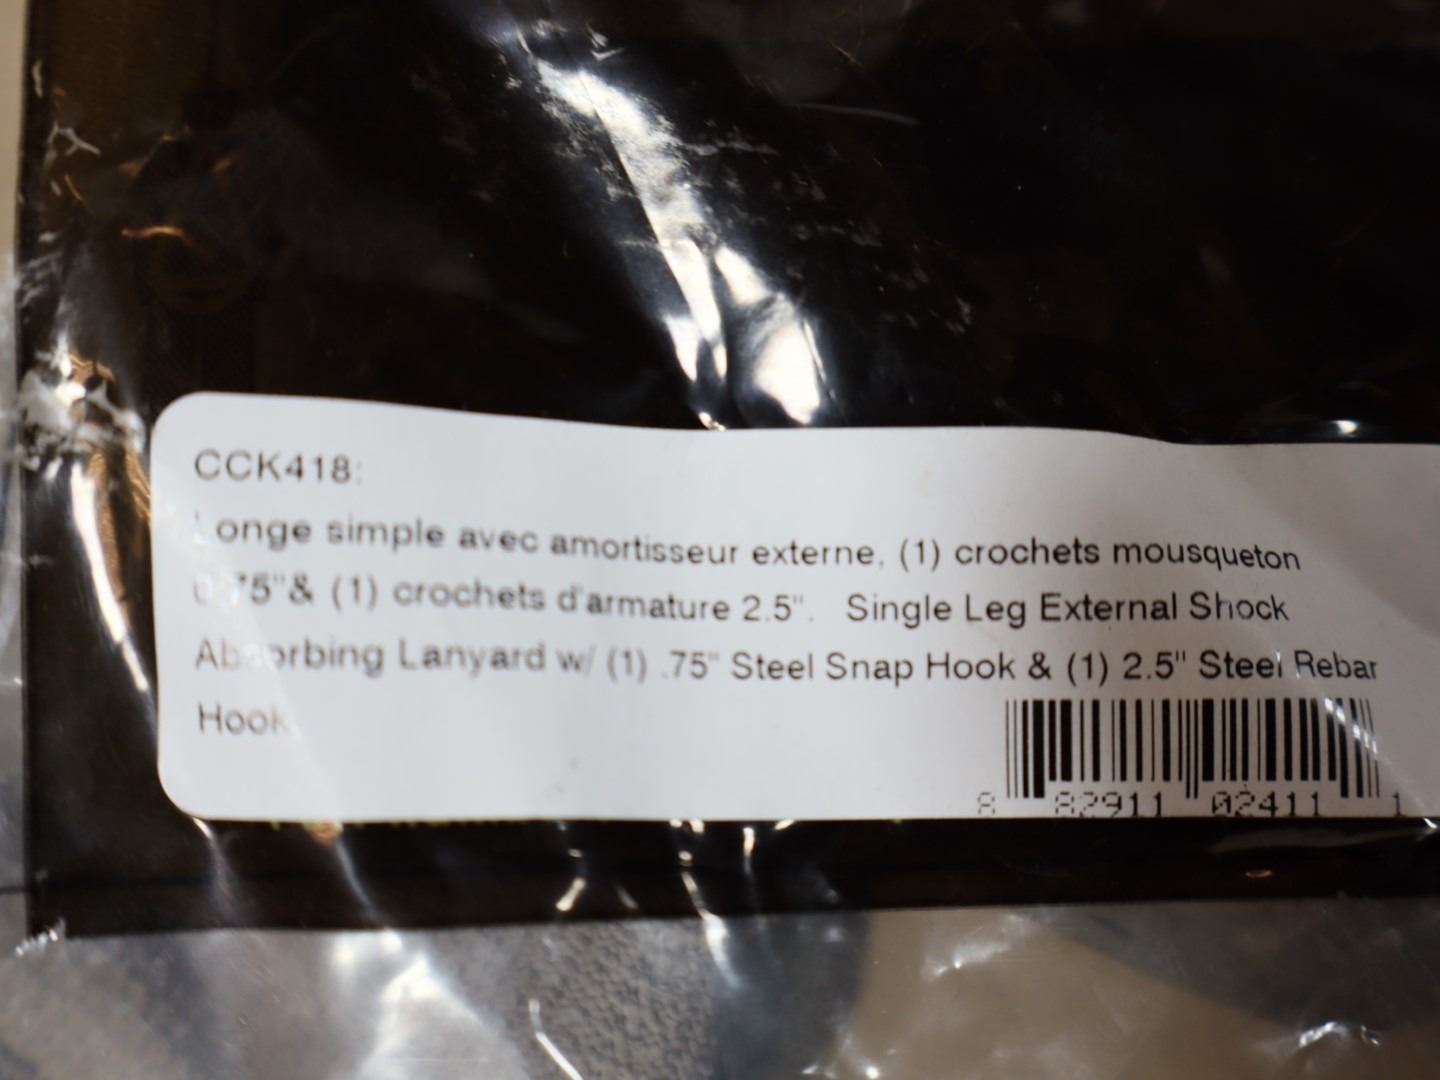 CCK418:
Longe simple avec amortisseur externe, (1) crochets mousqueton
0.75"& (1) crochets d'armature 2.5". Single Leg External Shock
Absorbing Lanyard w/ (1) .75" Steel Snap Hook & (1) 2.5" Steel Rebar
Hook
8 82911 02411 1